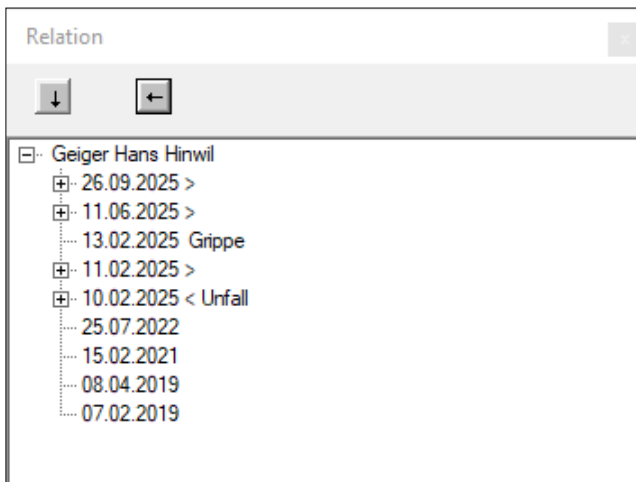 Relation
x
↓ ←
Geiger Hans Hinwil
26.09.2025 >
11.06.2025 >
13.02.2025 Grippe
11.02.2025 >
10.02.2025 < Unfall
25.07.2022
15.02.2021
08.04.2019
07.02.2019